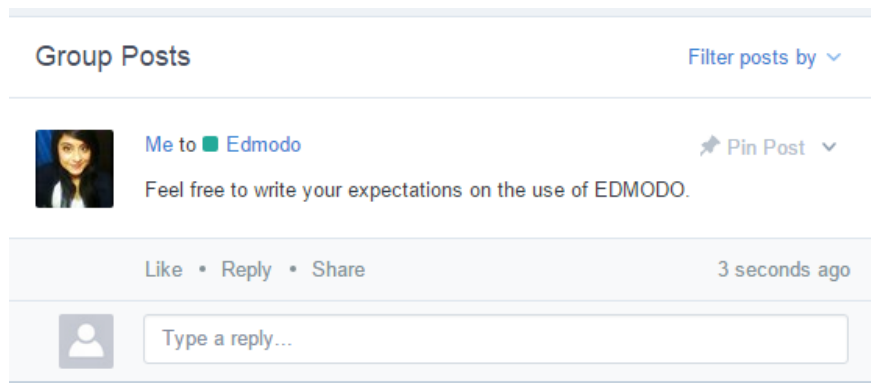 Group Posts
Filter posts by
Me to Edmodo
Pin Post
Feel free to write your expectations on the use of EDMODO.
Like • Reply • Share
3 seconds ago
Type a reply...